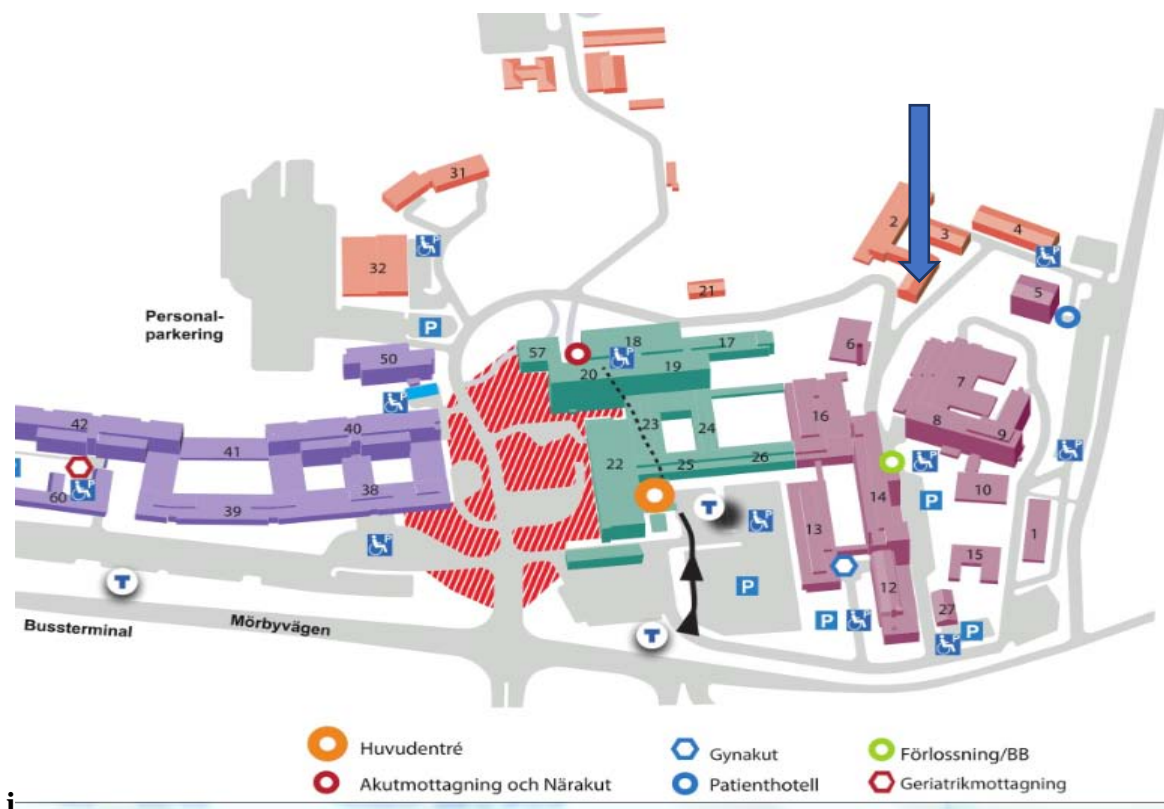 31
2
3
4
32
5
21
Personal-
parkering
P
6
57
18
17
50
20
19
7
42
40
16
8
9
23
24
41
22
25
26
60
38
14
10
39
T
13
1
P
15
T
P
12
Bussterminal
Mörbyvägen
T
P
27
P
Huvudentré
Gynakut
Förlossning/BB
Akutmottagning och Närakut
Patienthotell
Geriatrikmottagning
i